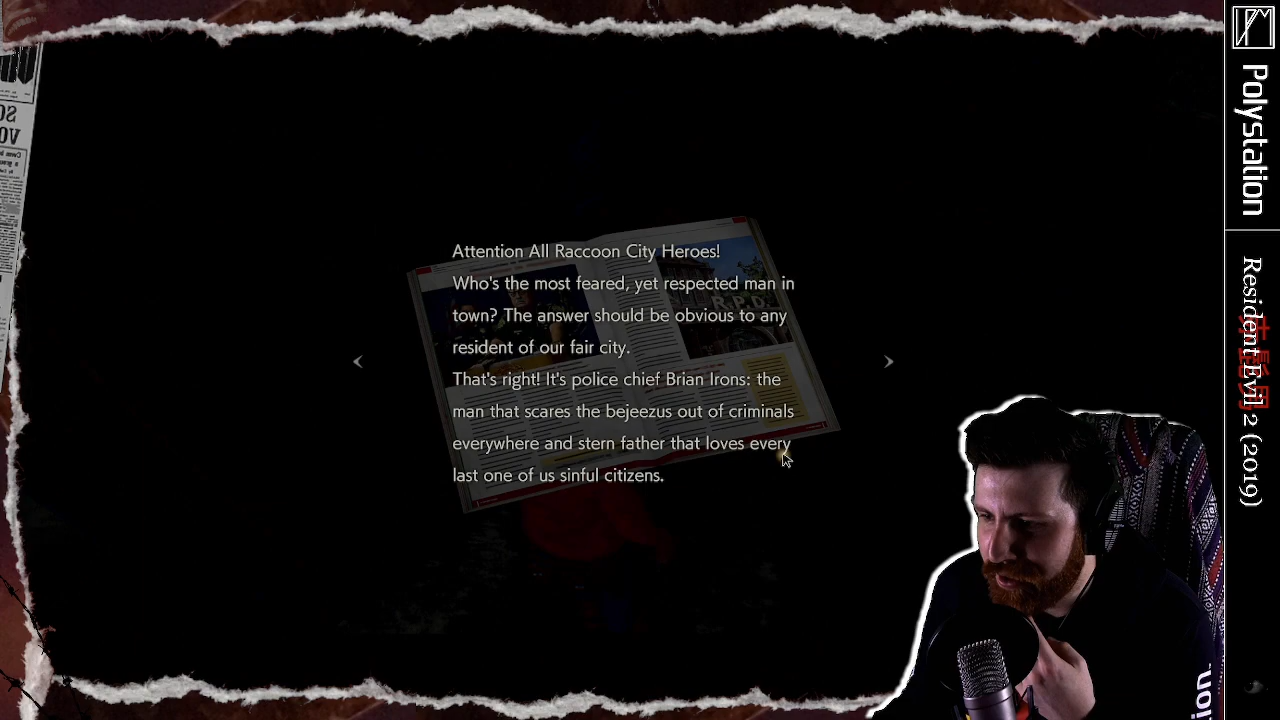 Attention All Raccoon City Heroes!
Who's the most feared, yet respected man in
town? The answer should be obvious to any
resident of our fair city.
That's right! It's police chief Brian Irons: the
man that scares the bejeezus out of criminals
everywhere and stern father that loves every
last one of us sinful citizens.
R.P.D.
Polystation
Resident Evil 2 (2019)
ion.